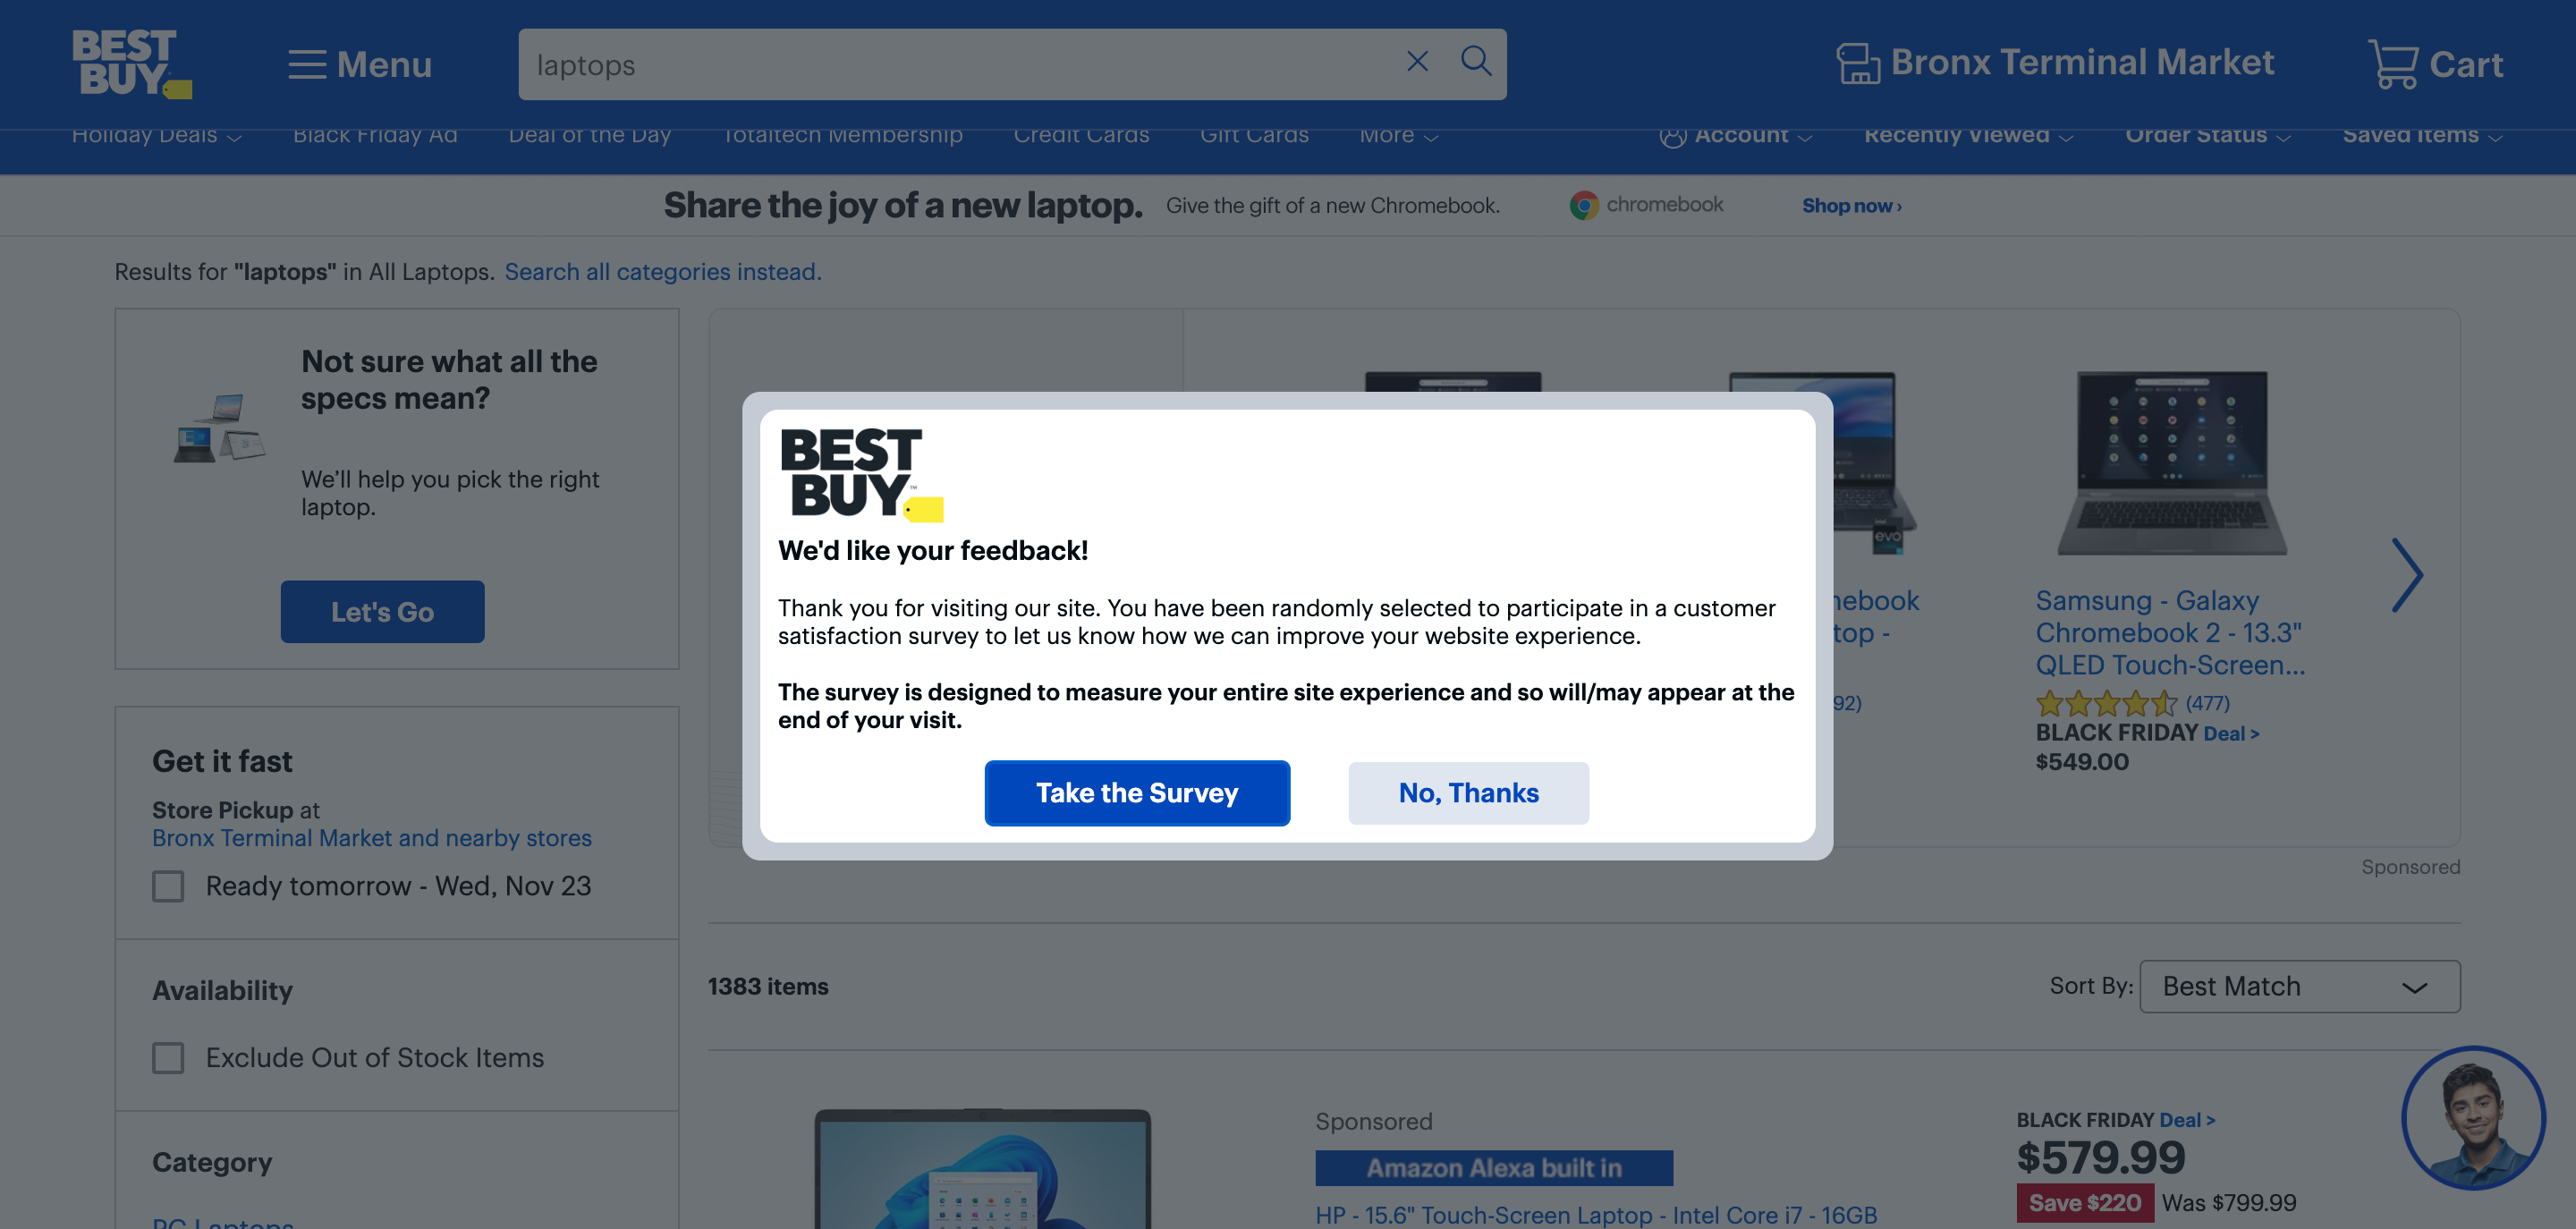 BEST
BUY
Menu
laptops
Bronx Terminal Market
Cart
Holiday Deals
Black Friday Ad
Deal of the Day
Totaltech Membership
Credit Cards
Gift Cards
More
Account
Recently Viewed
Order Status
Saved Items
Share the joy of a new laptop.
Give the gift of a new Chromebook.
chromebook
Shop now ›
Results for "laptops" in All Laptops. Search all categories instead.
Not sure what all the
specs mean?
We'll help you pick the right
laptop.
Let's Go
Get it fast
Store Pickup at
Bronx Terminal Market and nearby stores
Ready tomorrow - Wed, Nov 23
Availability
Exclude Out of Stock Items
Category
PC Laptops
BEST
BUY™
We'd like your feedback!
Thank you for visiting our site. You have been randomly selected to participate in a customer
satisfaction survey to let us know how we can improve your website experience.
The survey is designed to measure your entire site experience and so will/may appear at the
end of your visit.
Take the Survey
No, Thanks
evo
Samsung - Galaxy
Chromebook 2 - 13.3"
QLED Touch-Screen...
(477)
BLACK FRIDAY Deal >
$549.00
Sponsored
1383 items
Sort By:
Best Match
Sponsored
Amazon Alexa built in
HP - 15.6" Touch-Screen Laptop - Intel Core i7 - 16GB
BLACK FRIDAY Deal >
$579.99
Save $220
Was $799.99